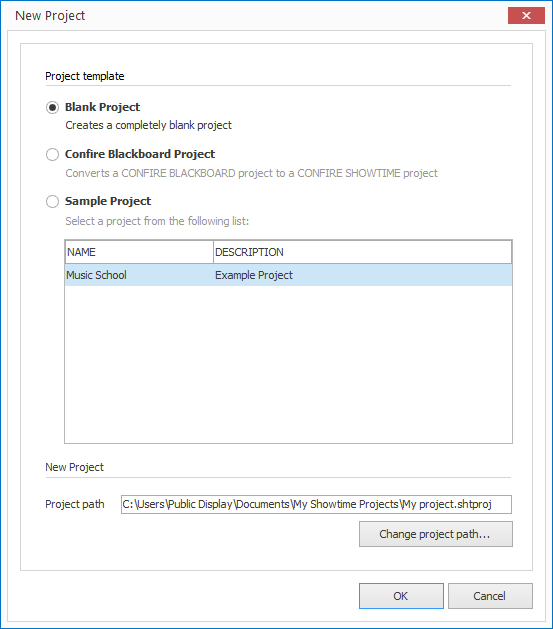 New Project
Project template
Blank Project
Creates a completely blank project
Confire Blackboard Project
Converts a CONFIRE BLACKBOARD project to a CONFIRE SHOWTIME project
Sample Project
Select a project from the following list:
NAME DESCRIPTION
Music School Example Project
New Project
Project path C:\Users\Public Display\Documents\My Showtime Projects\My project.shtproj
Change project path...
OK Cancel